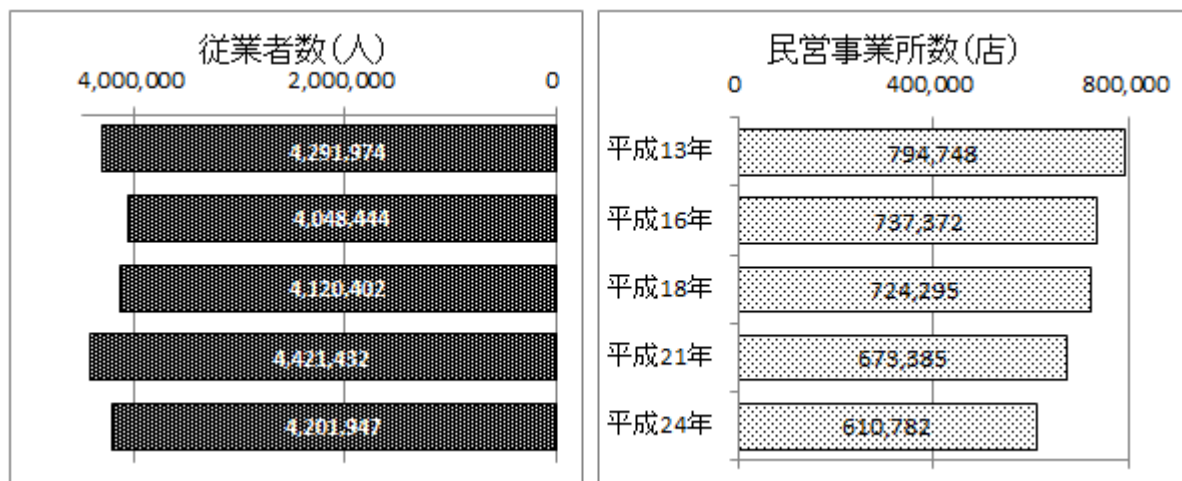 従業者数(人)
4,000,000 2,000,000 0
4,291,974
4,048,444
4,120,402
4,421,432
4,201,947
民営事業所数(店)
0 400,000 800,000
平成13年 794,748
平成16年 737,372
平成18年 724,295
平成21年 673,385
平成24年 610,782